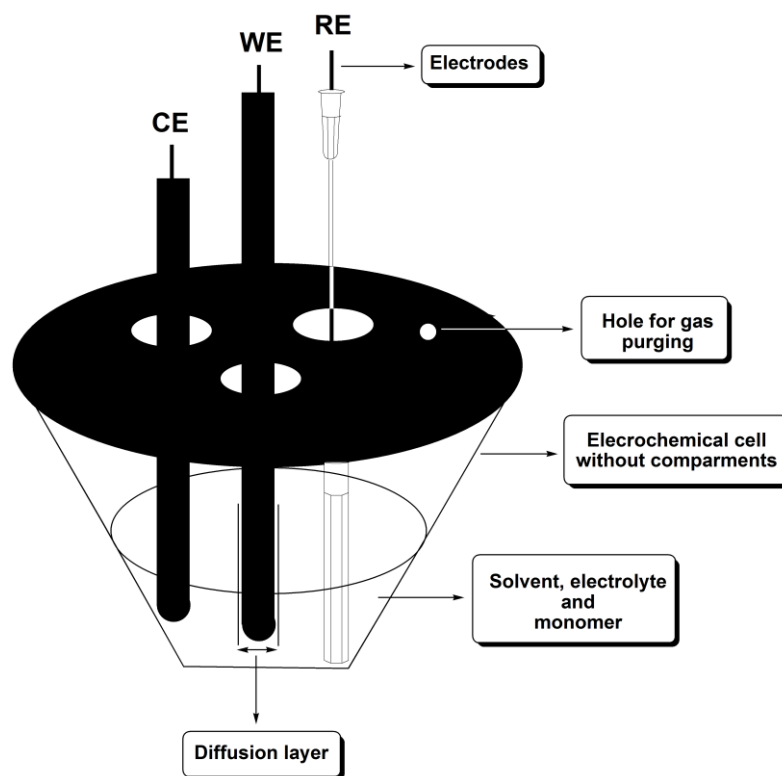 RE
WE
CE
Electrodes
Hole for gas
purging
Elecrochemical cell
without comparments
Solvent, electrolyte
and
monomer
Diffusion layer